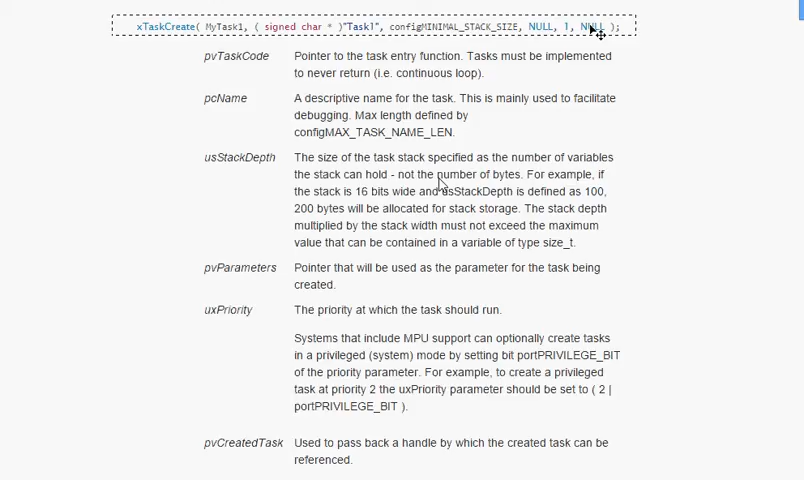 xTaskCreate( MyTask1, ( signed char * )"Task1", configMINIMAL_STACK_SIZE, NULL, 1, NULL );
pvTaskCode Pointer to the task entry function. Tasks must be implemented
to never return (i.e. continuous loop).
pcName A descriptive name for the task. This is mainly used to facilitate
debugging. Max length defined by
configMAX_TASK_NAME_LEN.
usStackDepth The size of the task stack specified as the number of variables
the stack can hold - not the number of bytes. For example, if
the stack is 16 bits wide and usStackDepth is defined as 100,
200 bytes will be allocated for stack storage. The stack depth
multiplied by the stack width must not exceed the maximum
value that can be contained in a variable of type size_t.
pvParameters Pointer that will be used as the parameter for the task being
created.
uxPriority The priority at which the task should run.
Systems that include MPU support can optionally create tasks
in a privileged (system) mode by setting bit portPRIVILEGE_BIT
of the priority parameter. For example, to create a privileged
task at priority 2 the uxPriority parameter should be set to ( 2 |
portPRIVILEGE_BIT ).
pvCreatedTask Used to pass back a handle by which the created task can be
referenced.